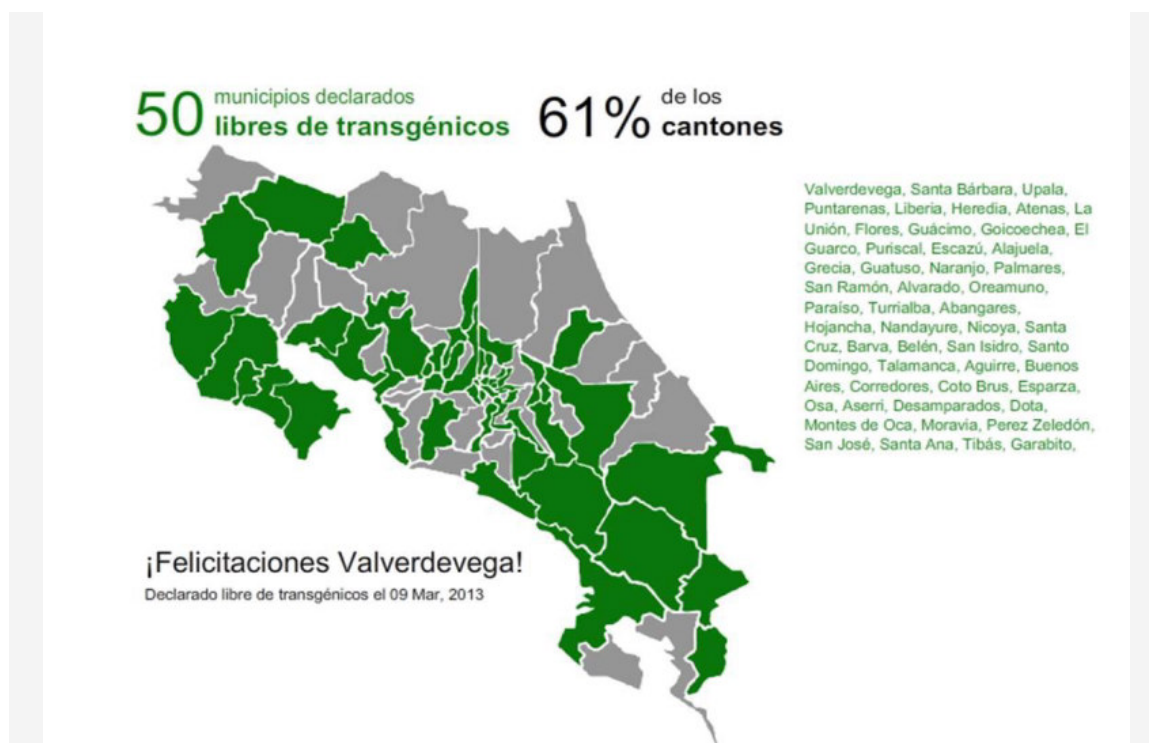 50 municipios declarados
libres de transgénicos
61% de los
cantones
Valverdevega, Santa Bárbara, Upala,
Puntarenas, Liberia, Heredia, Atenas, La
Unión, Flores, Guácimo, Goicoechea, El
Guarco, Puriscal, Escazú, Alajuela,
Grecia, Guatuso, Naranjo, Palmares,
San Ramón, Alvarado, Oreamuno,
Paraíso, Turrialba, Abangares,
Hojancha, Nandayure, Nicoya, Santa
Cruz, Barva, Belén, San Isidro, Santo
Domingo, Talamanca, Aguirre, Buenos
Aires, Corredores, Coto Brus, Esparza,
Osa, Aserri, Desamparados, Dota,
Montes de Oca, Moravia, Perez Zeledón,
San José, Santa Ana, Tibás, Garabito,
¡Felicitaciones Valverdevega!
Declarado libre de transgénicos el 09 Mar, 2013